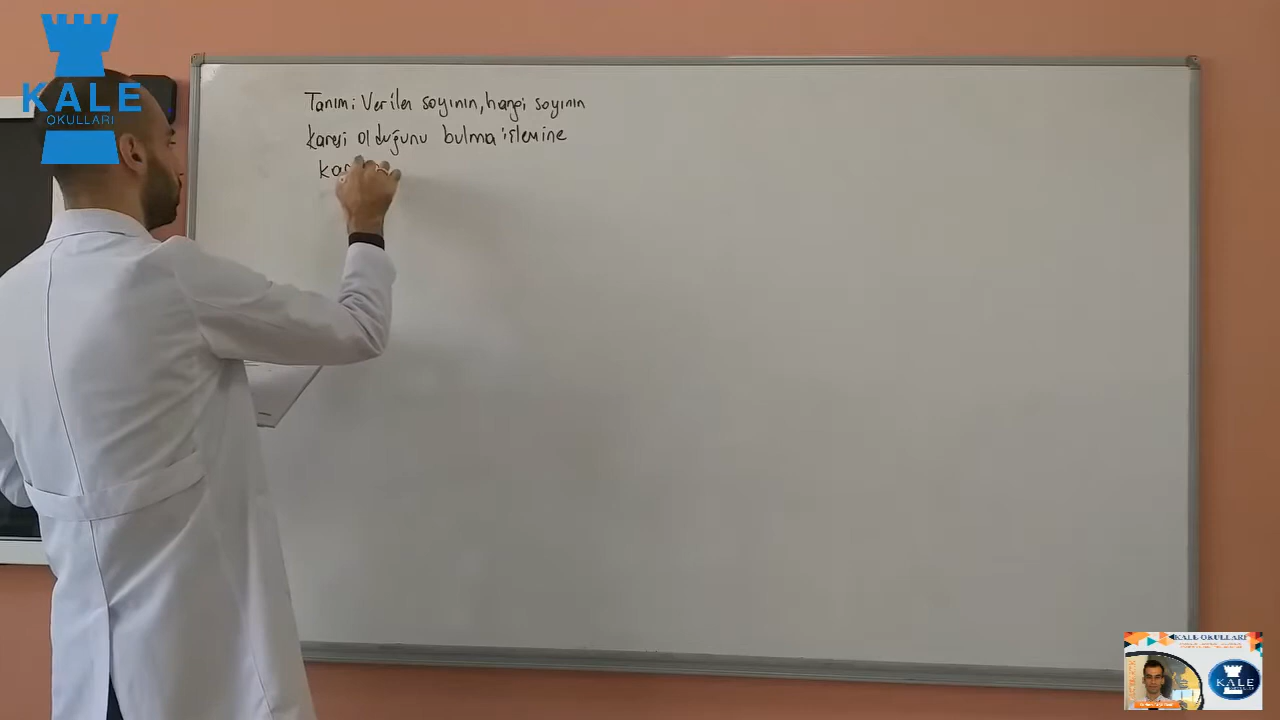 KALE
OKULLARI
Tanım: Verilen sayının, hangi sayının
karesi olduğunu bulma işlemine
KALE OKULLARI
KALE